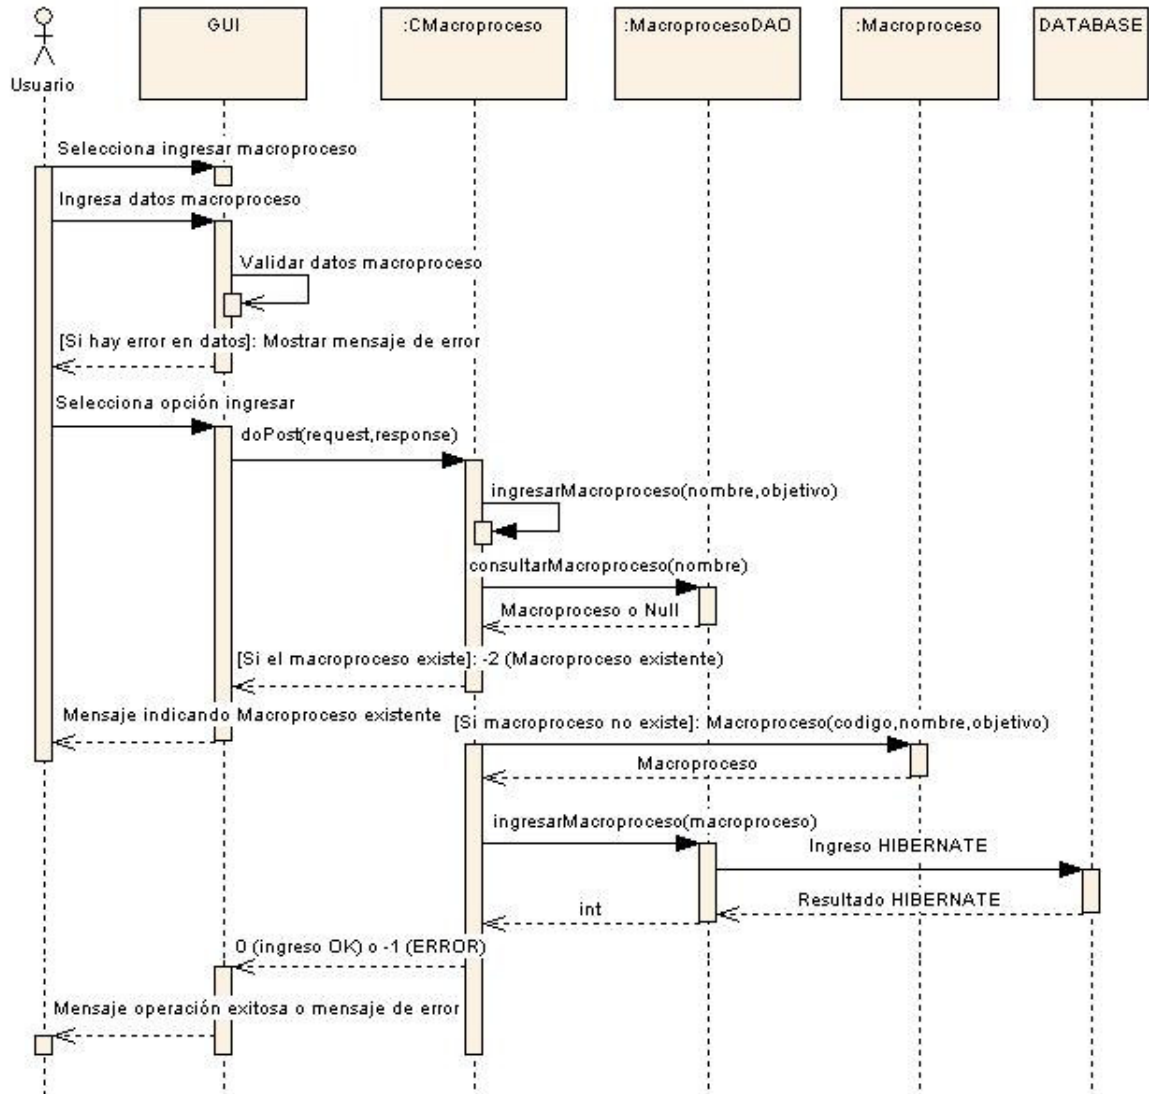 GUI
:CMacroproceso
:MacroprocesoDAO
:Macroproceso
DATABASE
Usuario
Selecciona ingresar macroproceso
Ingresa datos macroproceso
Validar datos macroproceso
[Si hay error en datos]: Mostrar mensaje de error
Selecciona opción ingresar
doPost(request,response)
ingresarMacroproceso(nombre,objetivo)
consultarMacroproceso(nombre)
Macroproceso o Null
[Si el macroproceso existe]: -2 (Macroproceso existente)
Mensaje indicando Macroproceso existente
[Si macroproceso no existe]: Macroproceso(codigo,nombre,objetivo)
Macroproceso
ingresarMacroproceso(macroproceso)
Ingreso HIBERNATE
Resultado HIBERNATE
int
0 (ingreso OK) o -1 (ERROR)
Mensaje operación exitosa o mensaje de error